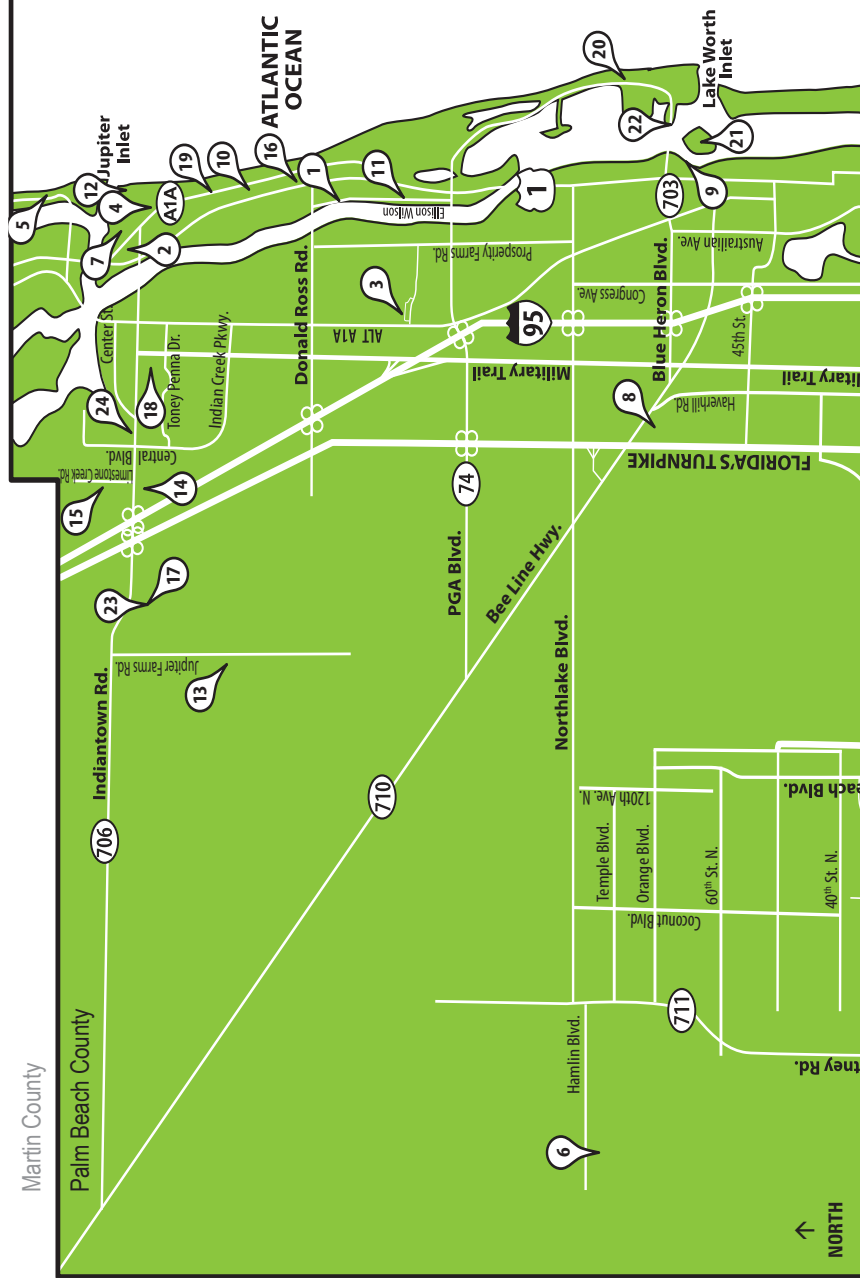 Martin County
Palm Beach County
5
12
Jupiter
Inlet
4
7
A1A
2
19
10
16
ATLANTIC
OCEAN
1
11
Ellison Wilson
1
20
22
Lake Worth
Inlet
21
9
703
Center St.
24
18
Toney Penna Dr.
Indian Creek Pkwy.
Central Blvd.
Limestone Creek Rd.
15
14
23
17
Indiantown Rd.
706
Jupiter Farms Rd.
13
Donald Ross Rd.
3
ALT A1A
Prosperity Farms Rd.
95
Military Trail
Congress Ave.
Blue Heron Blvd.
Austrailian Ave.
45th St.
8
Haverhill Rd.
litary Trail
FLORIDA'S TURNPIKE
74
PGA Blvd.
Bee Line Hwy.
710
Northlake Blvd.
120th Ave. N.
Temple Blvd.
Orange Blvd.
Coconut Blvd.
60th St. N.
40th St. N.
each Blvd.
711
Hamlin Blvd.
tney Rd.
6
NORTH